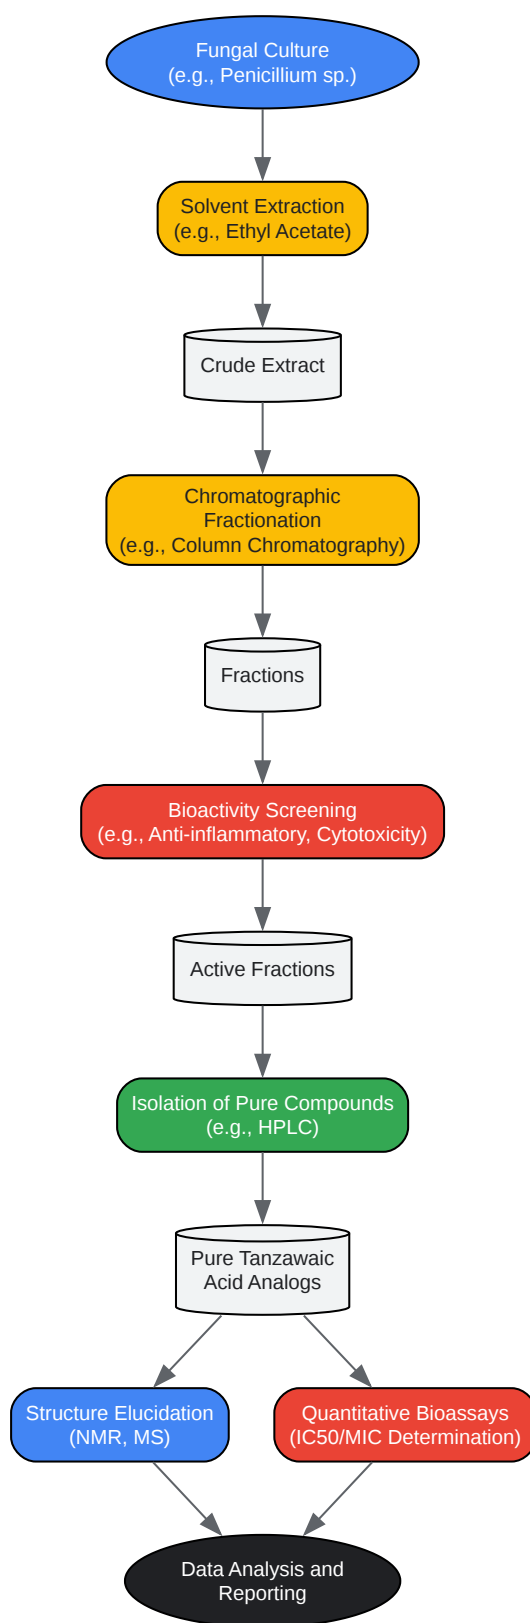 Fungal Culture
(e.g., Penicillium sp.)
Solvent Extraction
(e.g., Ethyl Acetate)
Crude Extract
Chromatographic
Fractionation
(e.g., Column Chromatography)
Fractions
Bioactivity Screening
(e.g., Anti-inflammatory, Cytotoxicity)
Active Fractions
Isolation of Pure Compounds
(e.g., HPLC)
Pure Tanzawaic
Acid Analogs
Structure Elucidation
(NMR, MS)
Quantitative Bioassays
(IC50/MIC Determination)
Data Analysis and
Reporting